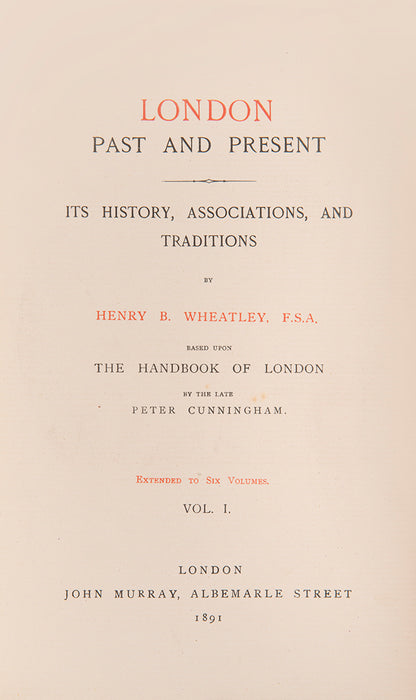 LONDON
PAST AND PRESENT
ITS HISTORY, ASSOCIATIONS, AND
TRADITIONS
BY
HENRY B. WHEATLEY, F.S.A.
BASED UPON
THE HANDBOOK OF LONDON
BY THE LATE
PETER CUNNINGHAM.
Extended to Six Volumes.
VOL. I.
LONDON
JOHN MURRAY, ALBEMARLE STREET
1891